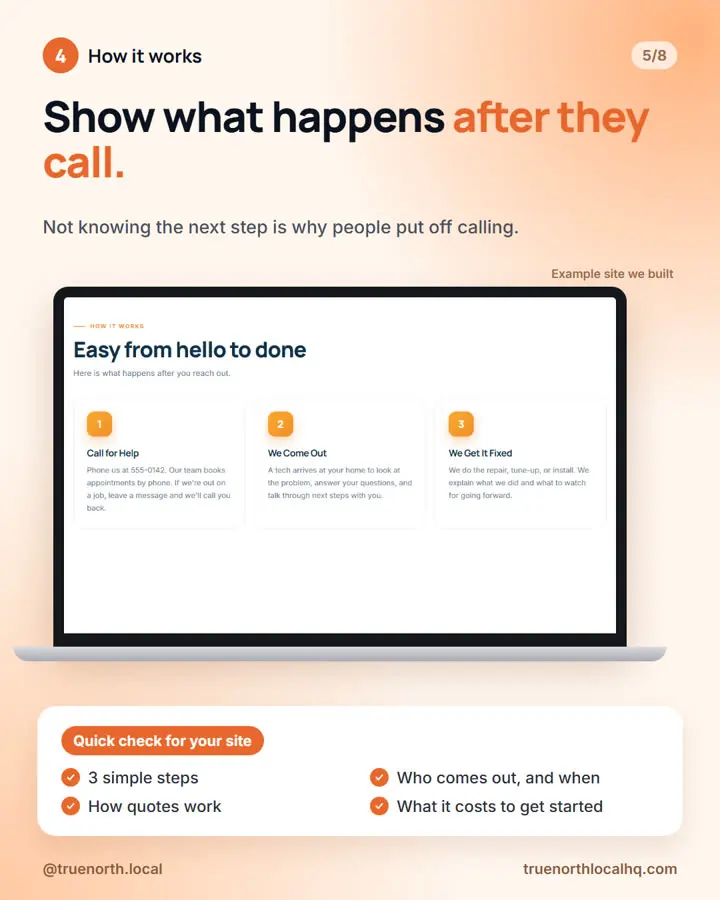 4 How it works
5/8
Show what happens after they
call.
Not knowing the next step is why people put off calling.
Example site we built
HOW IT WORKS
Easy from hello to done
Here is what happens after you reach out.
1
Call for Help
Phone us at 555-0142. Our team books
appointments by phone. If we're out on
a job, leave a message and we'll call you
back.
2
We Come Out
A tech arrives at your home to look at
the problem, answer your questions, and
talk through next steps with you.
3
We Get It Fixed
We do the repair, tune-up, or install. We
explain what we did and what to watch
for going forward.
Quick check for your site
3 simple steps
Who comes out, and when
How quotes work
What it costs to get started
@truenorth.local
truenorthlocalhq.com